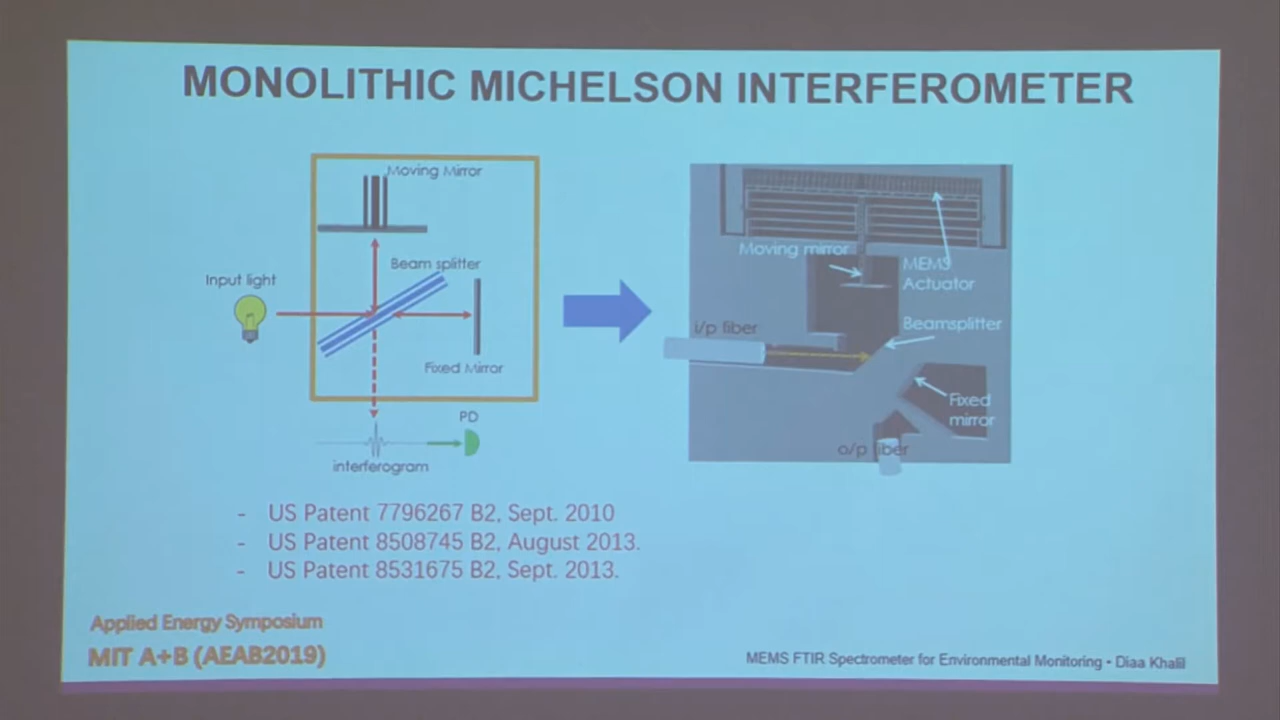 MONOLITHIC MICHELSON INTERFEROMETER
Moving Mirror
Beam splitter
Input light
Fixed Mirror
PD
interferogram
Moving mirror
MEMS
Actuator
Beamsplitter
i/p fiber
Fixed
mirror
o/p fiber
- US Patent 7796267 B2, Sept. 2010
- US Patent 8508745 B2, August 2013.
- US Patent 8531675 B2, Sept. 2013.
Applied Energy Symposium
MIT A+B (AEAB2019)
MEMS FTIR Spectrometer for Environmental Monitoring - Diaa Khalil